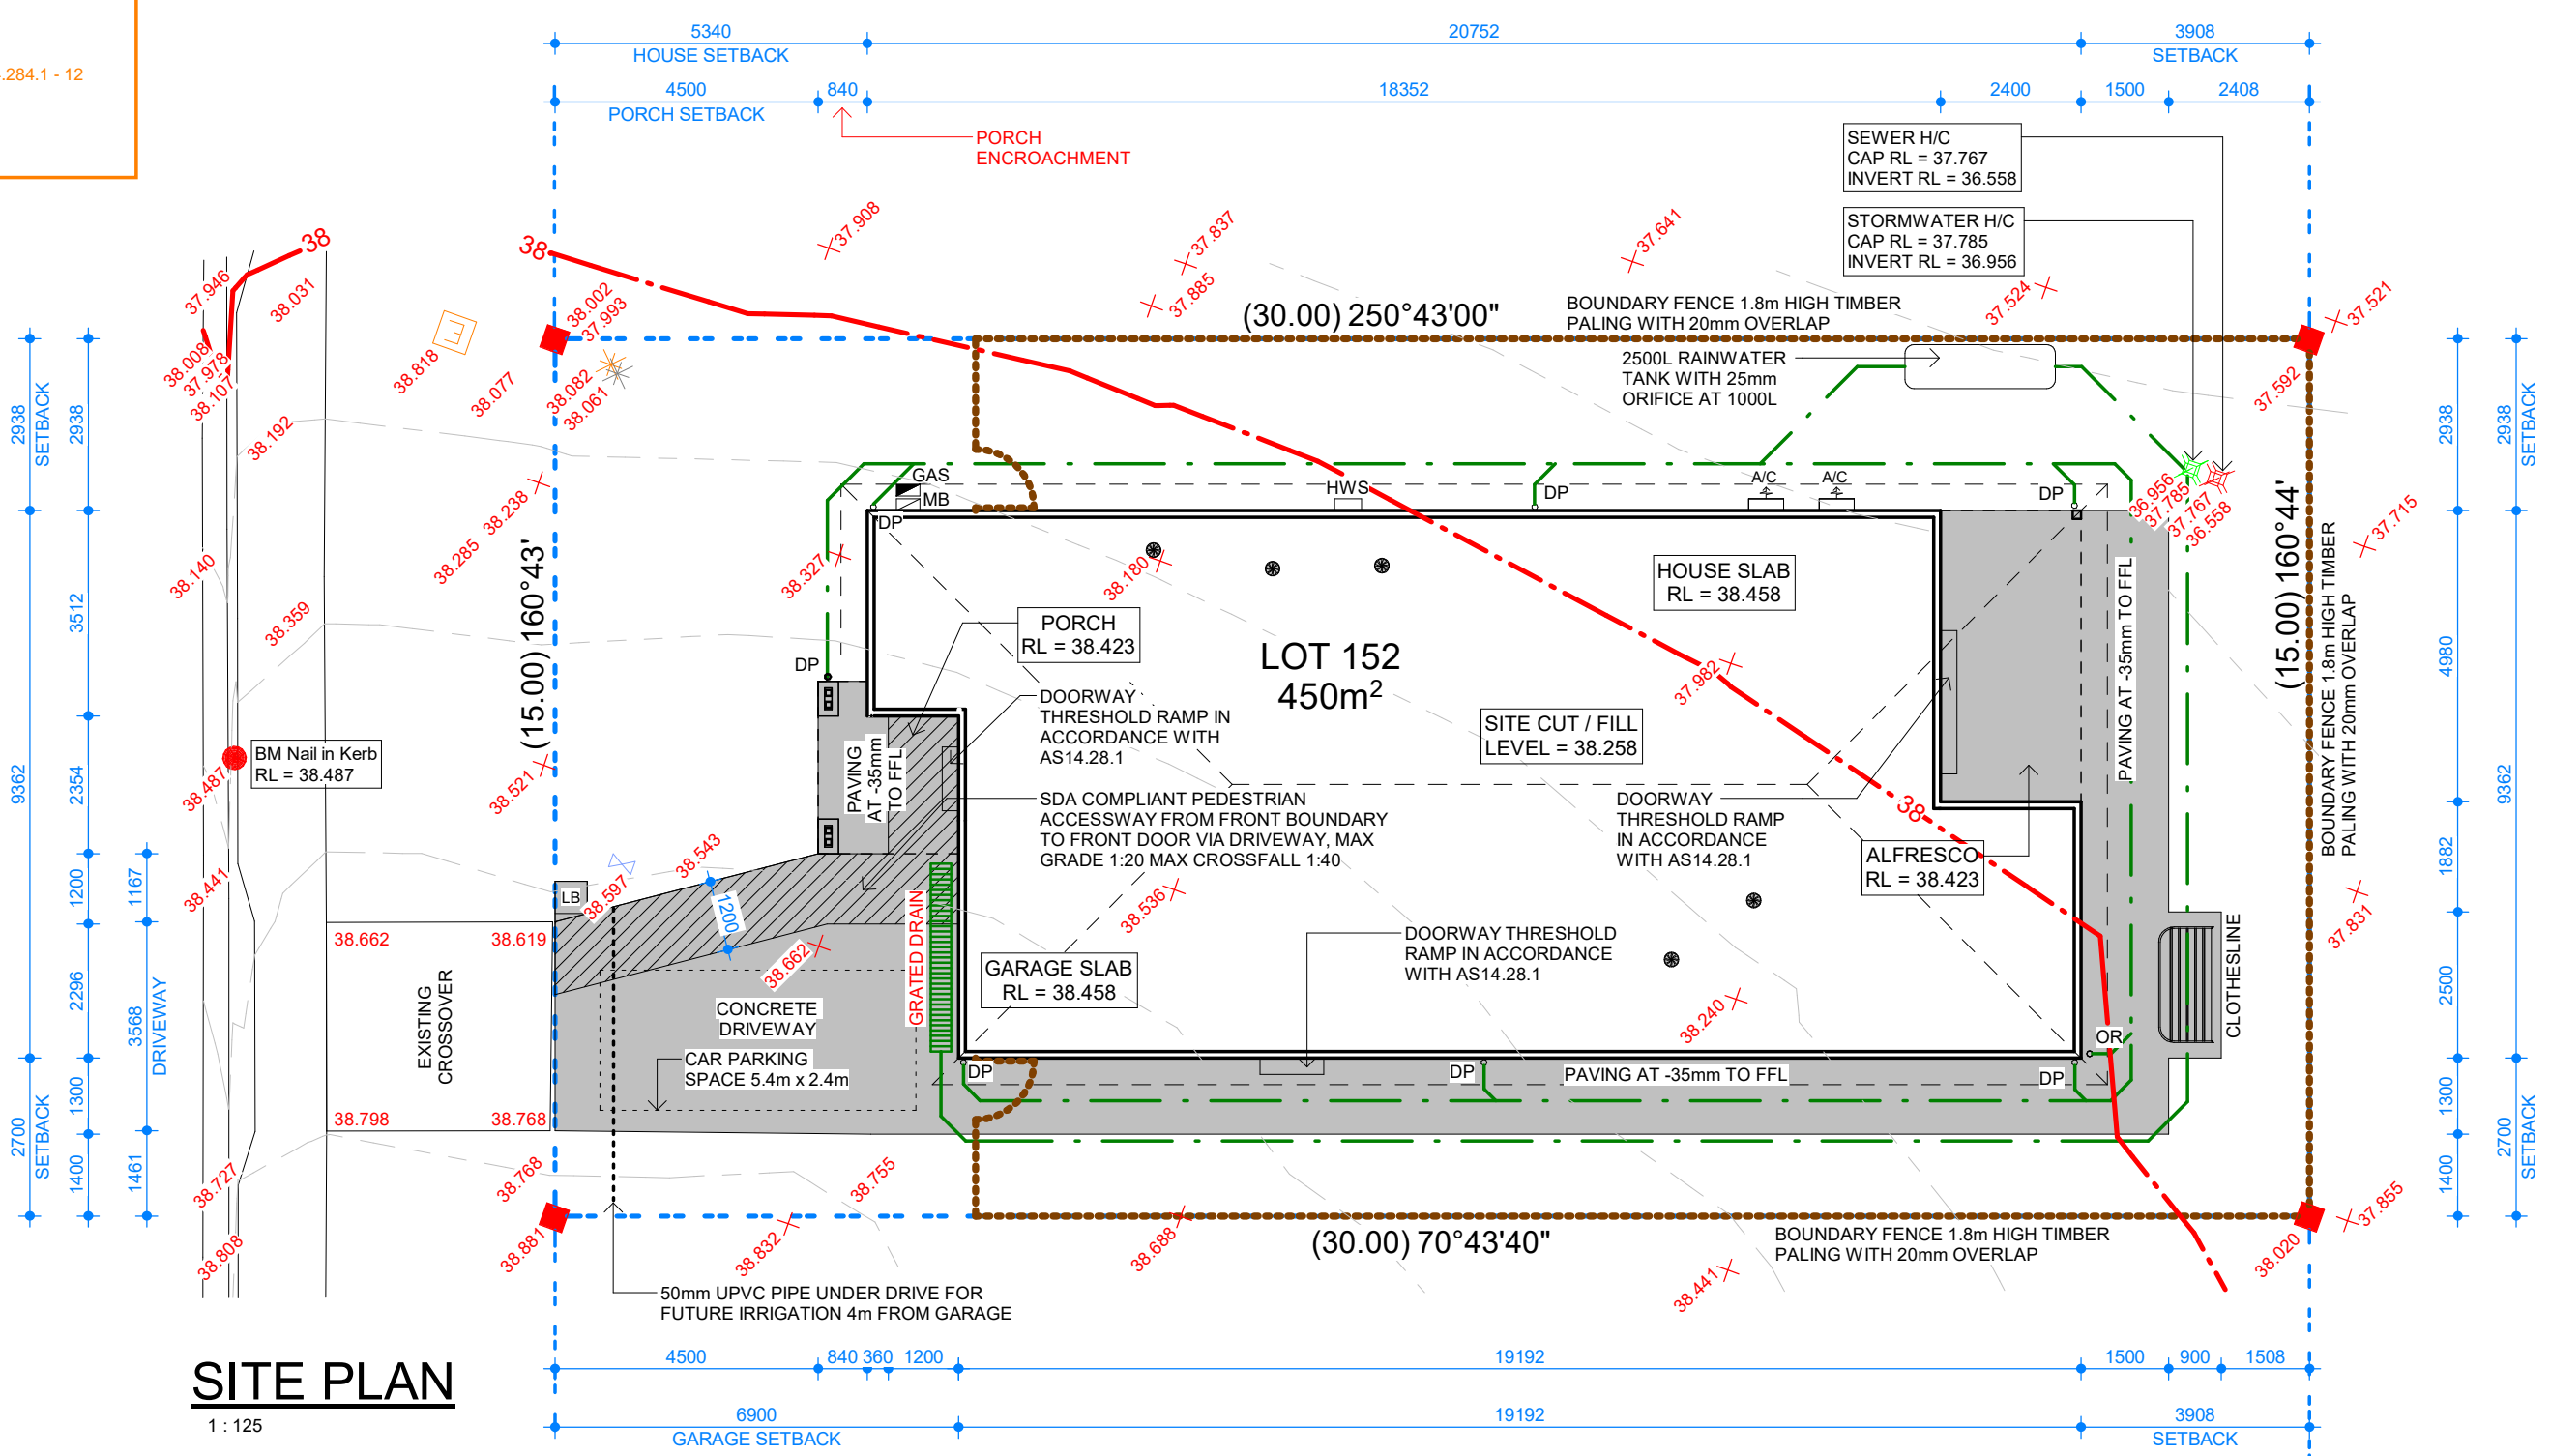 .284.1 - 12
5340
HOUSE SETBACK
20752
3908
SETBACK
4500
PORCH SETBACK
840
18352
2400
1500
2408
PORCH
ENCROACHMENT
SEWER H/C
CAP RL = 37.767
INVERT RL = 36.558
STORMWATER H/C
CAP RL = 37.785
INVERT RL = 36.956
38
38
37.908
37.837
37.885
37.641
37.524
37.521
37.946
38.031
38.002
37.993
(30.00) 250°43'00"
BOUNDARY FENCE 1.8m HIGH TIMBER
PALING WITH 20mm OVERLAP
E
38.008
37.978
38.107
38.818
38.077
38.082
38.061
2500L RAINWATER
TANK WITH 25mm
ORIFICE AT 1000L
37.592
2938
SETBACK
2938
2938
2938
SETBACK
38.192
38.238
38.285
GAS
MB
DP
HWS
DP
A/C
A/C
DP
36.956
37.785
37.767
36.558
37.715
38.140
38.359
3512
(15.00) 160°43'
38.327
38.180
HOUSE SLAB
RL = 38.458
PORCH
RL = 38.423
LOT 152
450m²
DP
37.982
PAVING AT -35mm TO FFL
(15.00) 160°44'
BOUNDARY FENCE 1.8m HIGH TIMBER
PALING WITH 20mm OVERLAP
4980
DOORWAY
THRESHOLD RAMP IN
ACCORDANCE WITH
AS14.28.1
SITE CUT / FILL
LEVEL = 38.258
BM Nail in Kerb
RL = 38.487
38.487
38.521
9362
2354
PAVING
AT -35mm
TO FFL
SDA COMPLIANT PEDESTRIAN
ACCESSWAY FROM FRONT BOUNDARY
TO FRONT DOOR VIA DRIVEWAY, MAX
GRADE 1:20 MAX CROSSFALL 1:40
DOORWAY
THRESHOLD RAMP
IN ACCORDANCE
WITH AS14.28.1
38
ALFRESCO
RL = 38.423
9362
38.441
1200
1167
LB
38.597
38.543
1200
38.536
1882
37.831
38.662
38.619
38.662
GRATED DRAIN
DOORWAY THRESHOLD
RAMP IN ACCORDANCE
WITH AS14.28.1
GARAGE SLAB
RL = 38.458
38.240
2296
3568
DRIVEWAY
EXISTING
CROSSOVER
CONCRETE
DRIVEWAY
CAR PARKING
SPACE 5.4m x 2.4m
2500
CLOTHESLINE
OR
DP
DP
PAVING AT -35mm TO FFL
DP
38.798
38.768
2700
SETBACK
1300
1400
1461
1300
1400
2700
SETBACK
38.727
38.808
38.768
38.881
38.755
38.832
38.688
(30.00) 70°43'40"
38.441
BOUNDARY FENCE 1.8m HIGH TIMBER
PALING WITH 20mm OVERLAP
38.020
37.855
50mm UPVC PIPE UNDER DRIVE FOR
FUTURE IRRIGATION 4m FROM GARAGE
SITE PLAN
1 : 125
4500
840
360
1200
19192
1500
900
1508
6900
GARAGE SETBACK
19192
3908
SETBACK